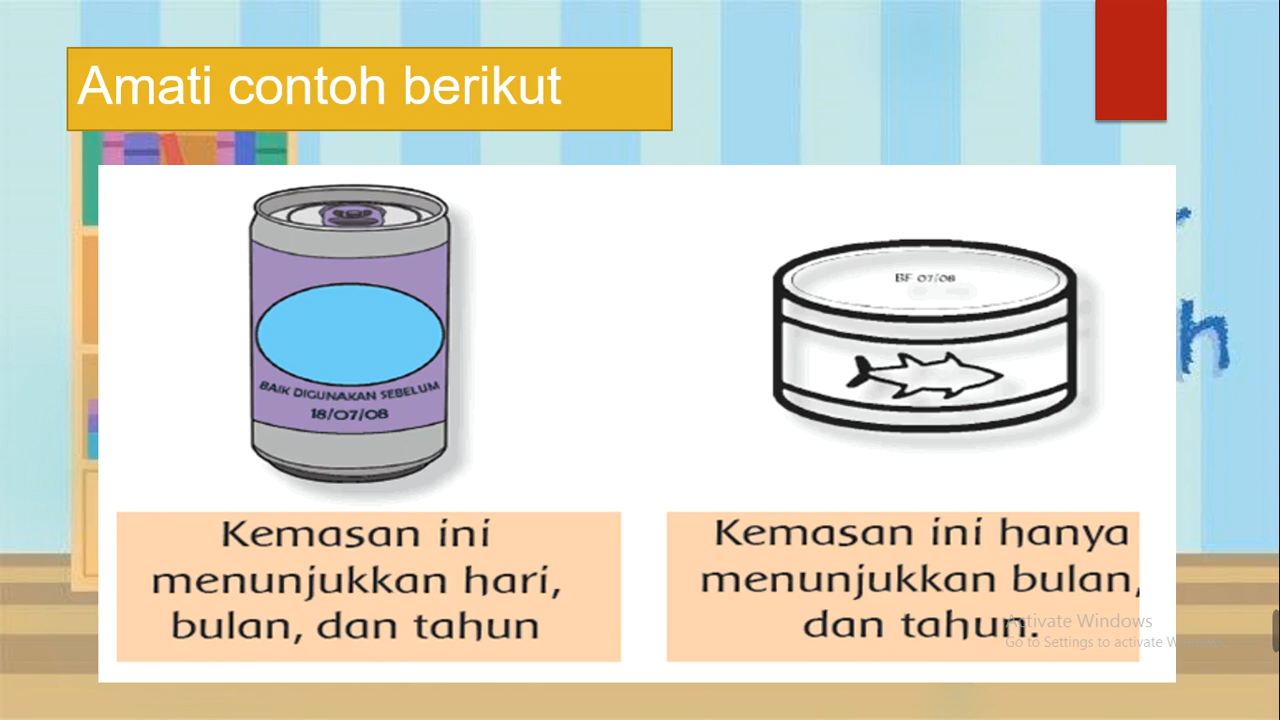 Amati contoh berikut
BAIK DIGUNAKAN SEBELUM
18/07/08
BF 07/08
Kemasan ini
menunjukkan hari,
bulan, dan tahun
Kemasan ini hanya
menunjukkan bulan,
dan tahun.
Activate Windows
Go to Settings to activate Windows.